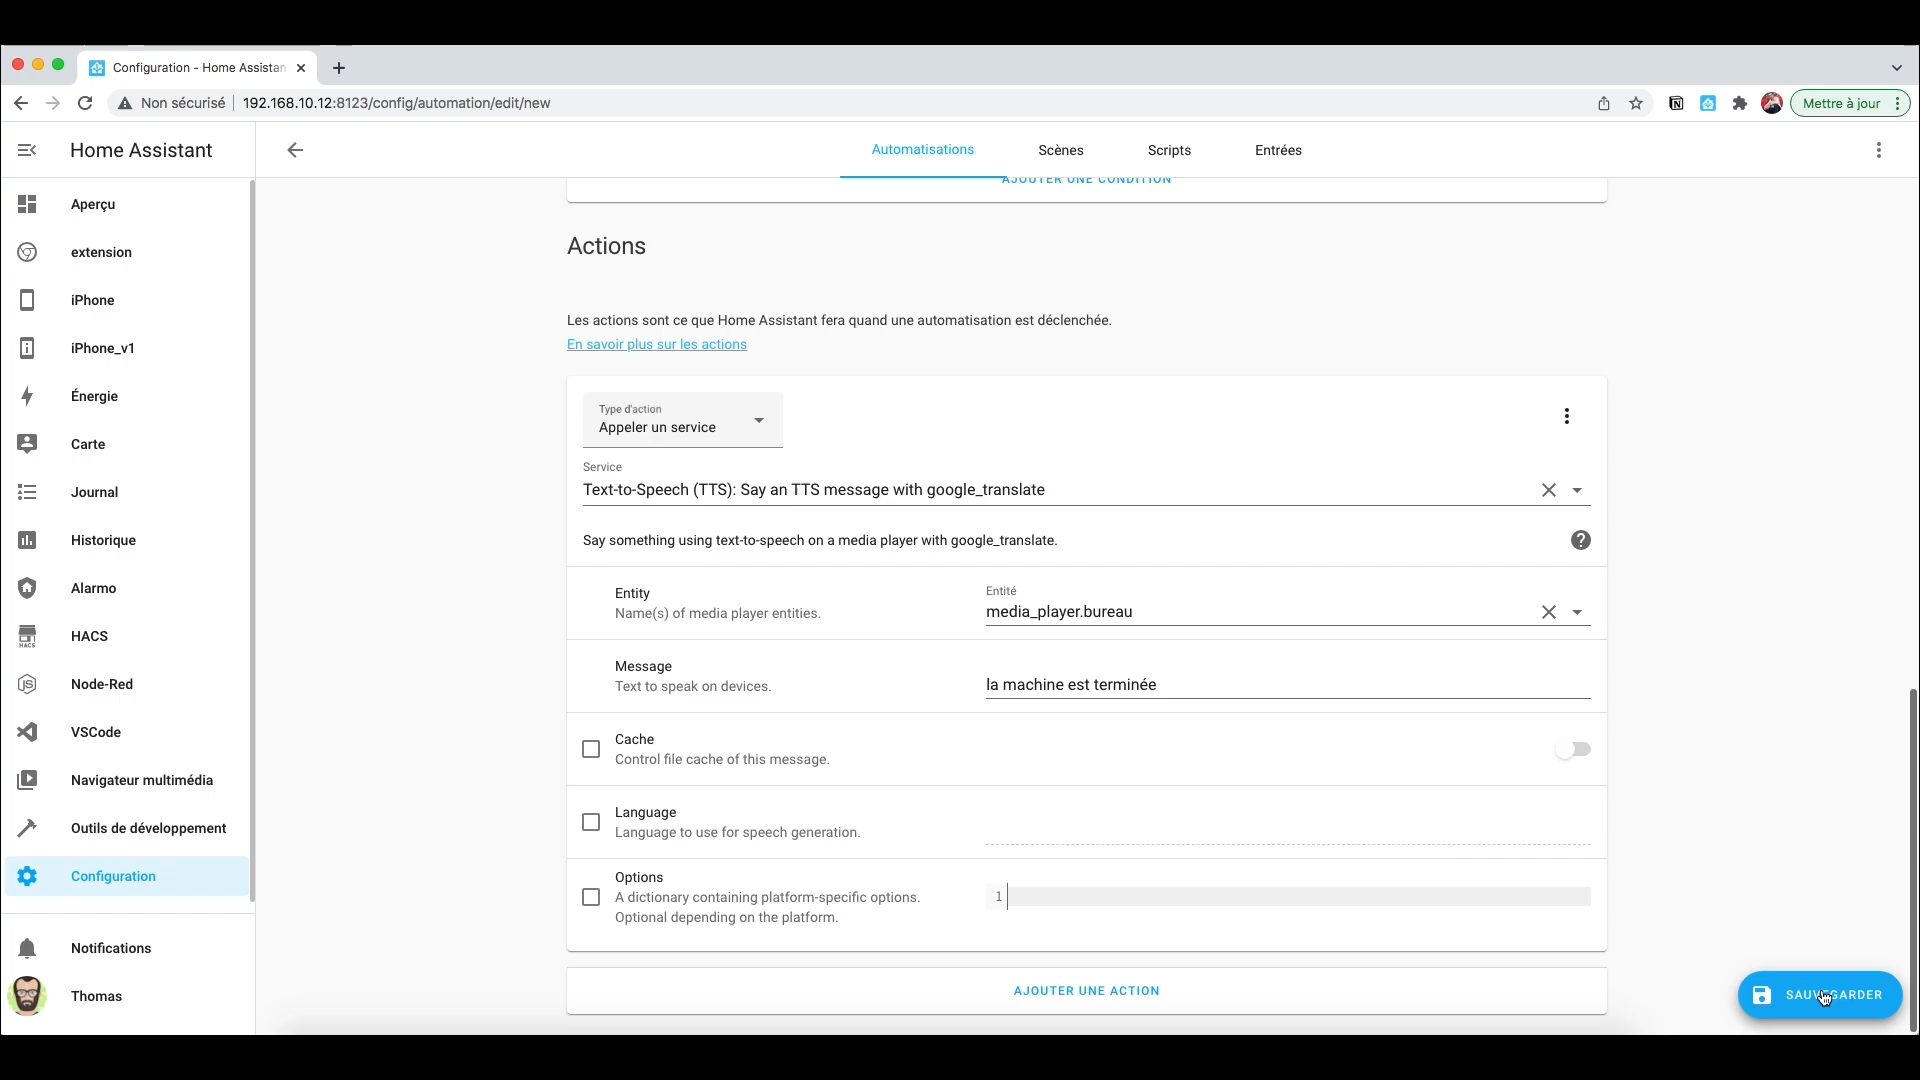 Configuration - Home Assistan
Non sécurisé
192.168.10.12:8123/config/automation/edit/new
Mettre à jour
Home Assistant
Automatisations
Scènes
Scripts
Entrées
Aperçu
extension
iPhone
iPhone_v1
Énergie
Carte
Journal
Historique
Alarmo
HACS
HACS
Node-Red
VSCode
Navigateur multimédia
Outils de développement
Configuration
Notifications
Thomas
AJOUTER UNE CONDITION
Actions
Les actions sont ce que Home Assistant fera quand une automatisation est déclenchée.
En savoir plus sur les actions
Type d'action
Appeler un service
Service
Text-to-Speech (TTS): Say an TTS message with google_translate
Say something using text-to-speech on a media player with google_translate.
Entity
Name(s) of media player entities.
Entité
media_player.bureau
Message
Text to speak on devices.
la machine est terminée
Cache
Control file cache of this message.
Language
Language to use for speech generation.
Options
A dictionary containing platform-specific options.
Optional depending on the platform.
1
AJOUTER UNE ACTION
SAUVEGARDER